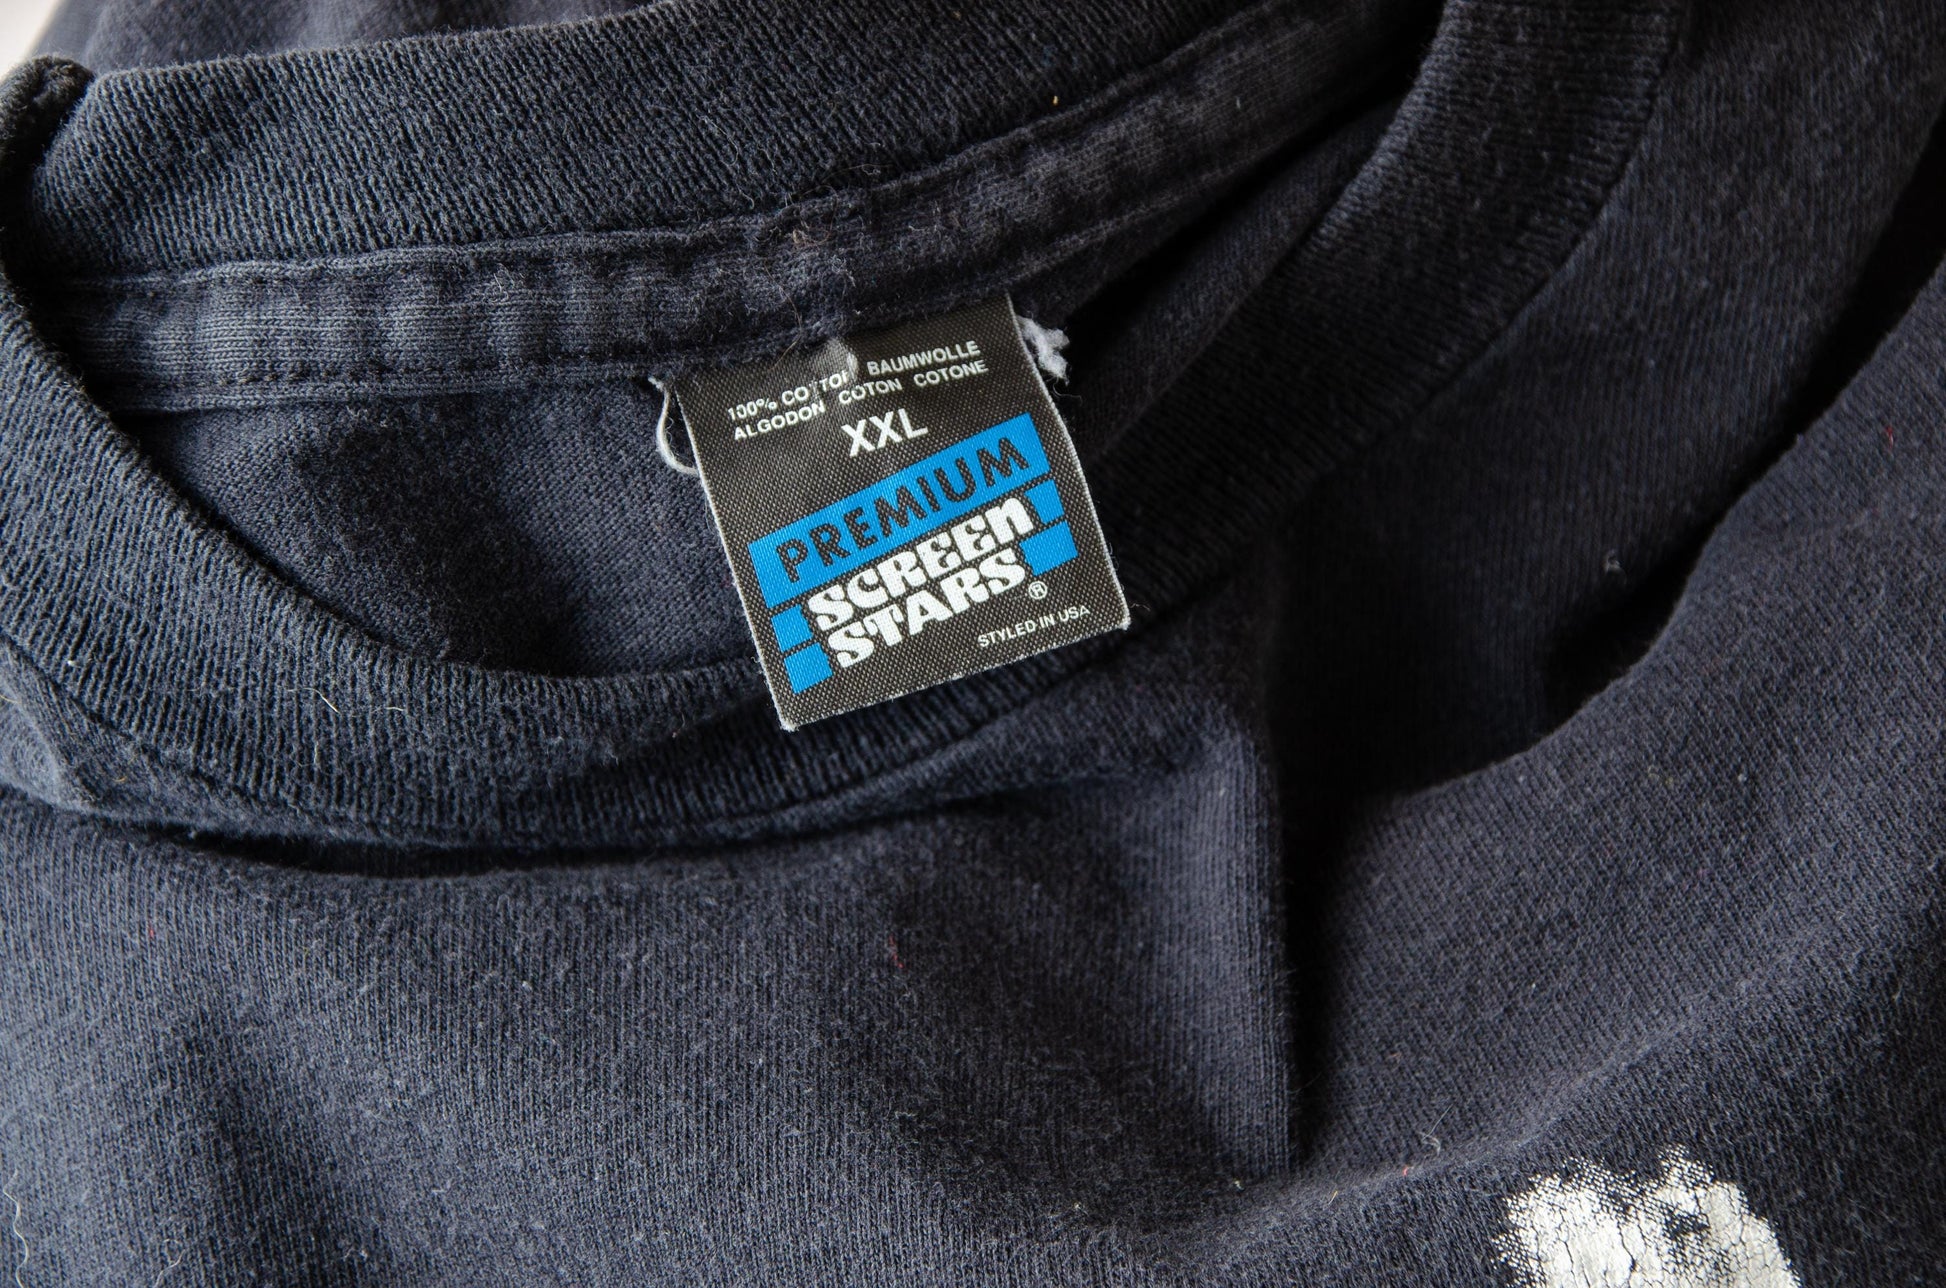 100% COTTON BAUMWOLLE
ALGODON COTON COTONE
XXL
PREMIUM
SCREEN
STARS®
STYLED IN USA